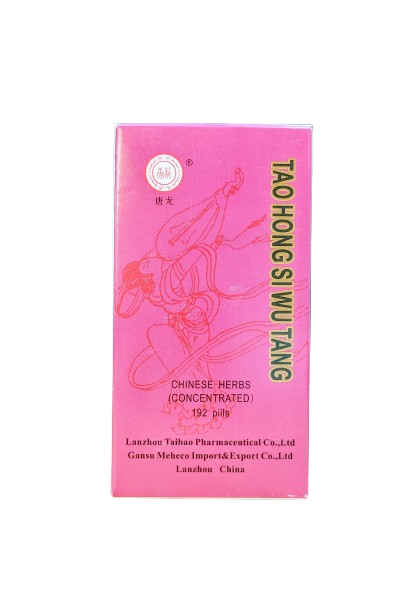 ®
唐龙
TAO HONG SI WU TANG
CHINESE HERBS
(CONCENTRATED)
192 pills
Lanzhou Taibao Pharmaceutical Co.,Ltd
Gansu Meheco Import&Export Co.,Ltd
Lanzhou China